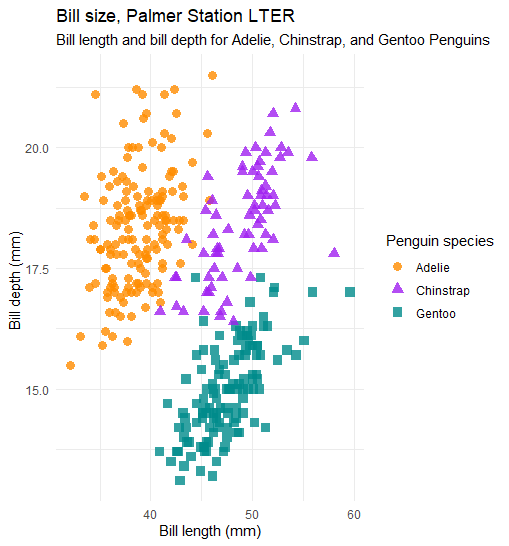 Bill size, Palmer Station LTER
Bill length and bill depth for Adelie, Chinstrap, and Gentoo Penguins
Bill depth (mm)
20.0
17.5
15.0
40 50 60
Bill length (mm)
Penguin species
Adelie
Chinstrap
Gentoo